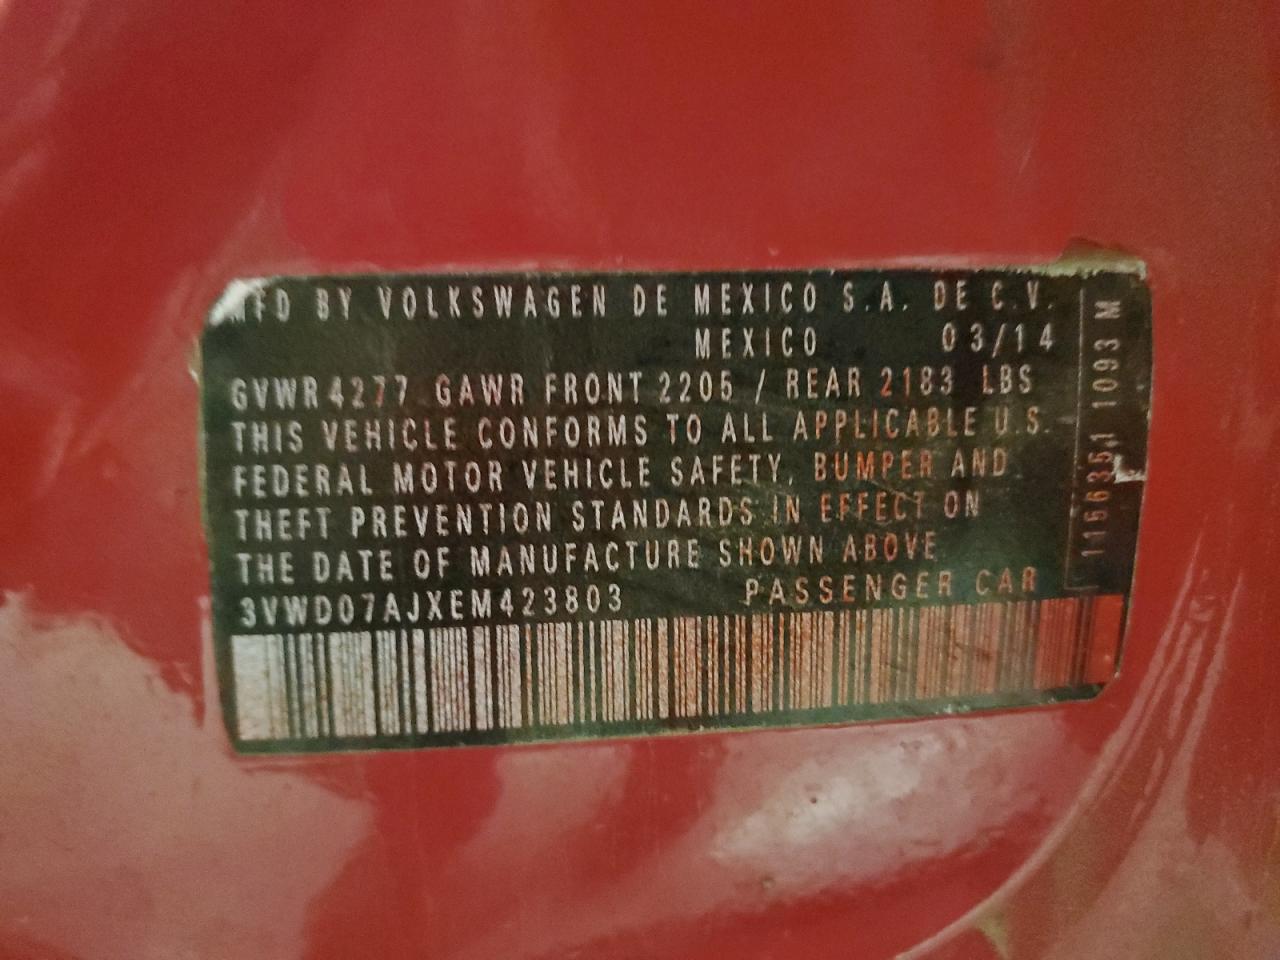 MFD BY VOLKSWAGEN DE MEXICO S.A. DE C.V.
MEXICO 03/14
GVWR 4277 GAWR FRONT 2205 / REAR 2183 LBS
THIS VEHICLE CONFORMS TO ALL APPLICABLE U.S.
FEDERAL MOTOR VEHICLE SAFETY, BUMPER AND
THEFT PREVENTION STANDARDS IN EFFECT ON
THE DATE OF MANUFACTURE SHOWN ABOVE
3VWD07AJXEM423803 PASSENGER CAR
1166351 1093 M